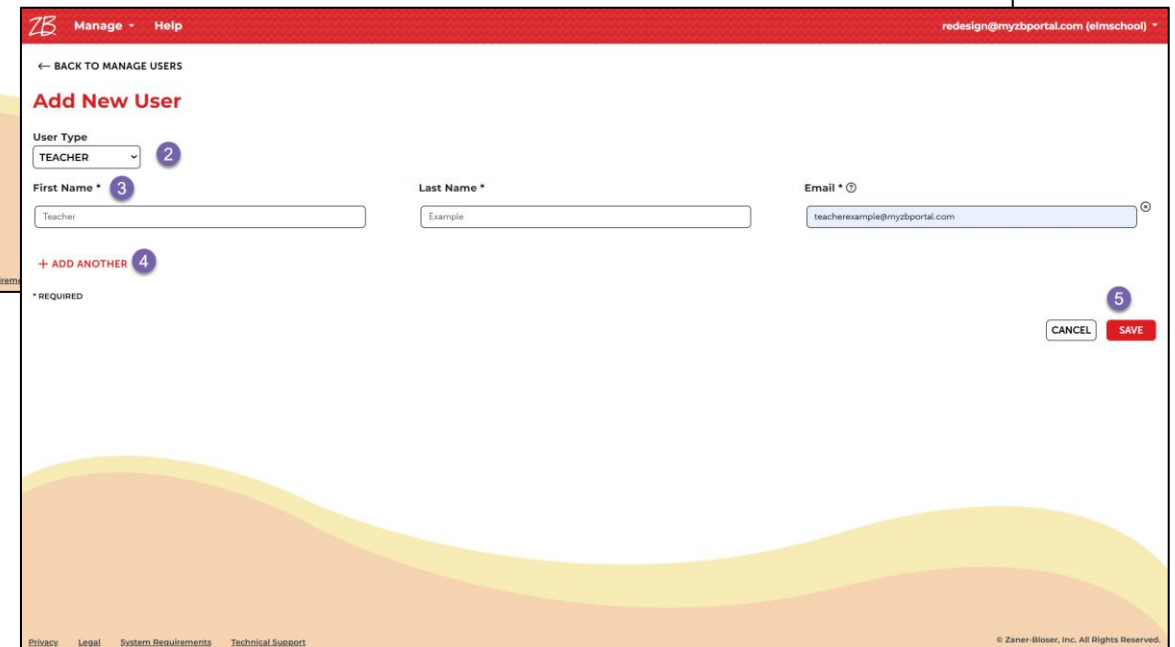 ZB Manage Help redesign@myzbportal.com (elmschool)
← BACK TO MANAGE USERS
Add New User
User Type
TEACHER 2
First Name * 3 Last Name * Email * ?
Teacher Example teacherexample@myzbportal.com
+ ADD ANOTHER 4
* REQUIRED
5
CANCEL SAVE
Privacy Legal System Requirements Technical Support © Zaner-Bloser, Inc. All Rights Reserved.